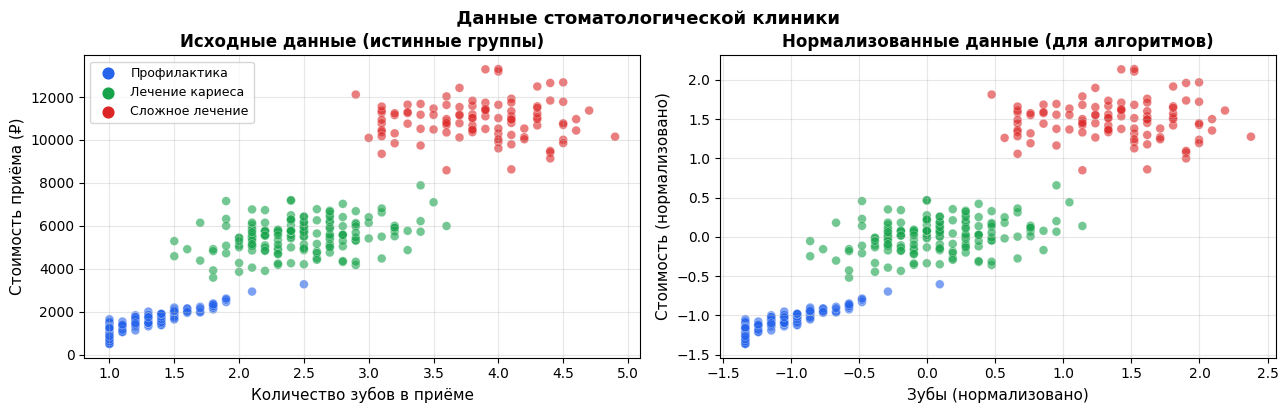 Данные стоматологической клиники
Исходные данные (истинные группы)
Профилактика
Лечение кариеса
Сложное лечение
Стоимость приёма (₽)
12000
10000
8000
6000
4000
2000
0
1.0 1.5 2.0 2.5 3.0 3.5 4.0 4.5 5.0
Количество зубов в приёме
Нормализованные данные (для алгоритмов)
Стоимость (нормализовано)
2.0
1.5
1.0
0.5
0.0
−0.5
−1.0
−1.5
−1.5 −1.0 −0.5 0.0 0.5 1.0 1.5 2.0 2.5
Зубы (нормализовано)